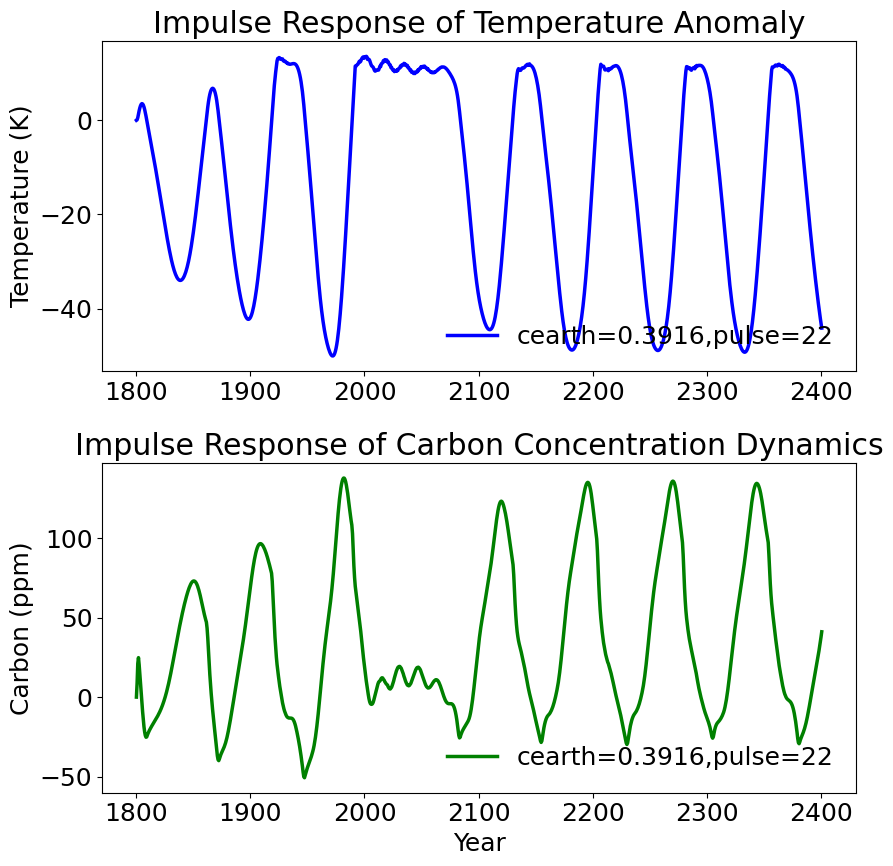 Impulse Response of Temperature Anomaly
Temperature (K)
0
−20
−40
cearth=0.3916,pulse=22
1800 1900 2000 2100 2200 2300 2400
Impulse Response of Carbon Concentration Dynamics
Carbon (ppm)
100
50
0
−50
cearth=0.3916,pulse=22
1800 1900 2000 2100 2200 2300 2400
Year